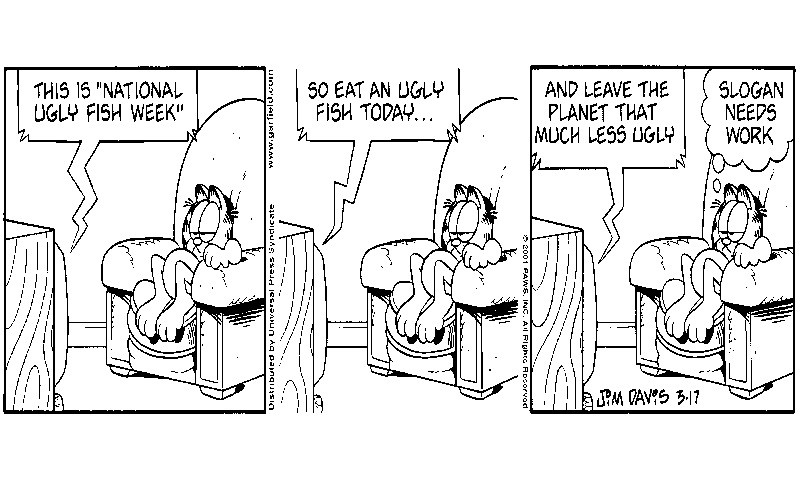 THIS IS "NATIONAL
UGLY FISH WEEK"
www.garfield.com
Distributed by Universal Press Syndicate
SO EAT AN UGLY
FISH TODAY...
© 2001 PAWS, INC. All Rights Reserved
AND LEAVE THE
PLANET THAT
MUCH LESS UGLY
SLOGAN
NEEDS
WORK
JIM DAVIS 3·17